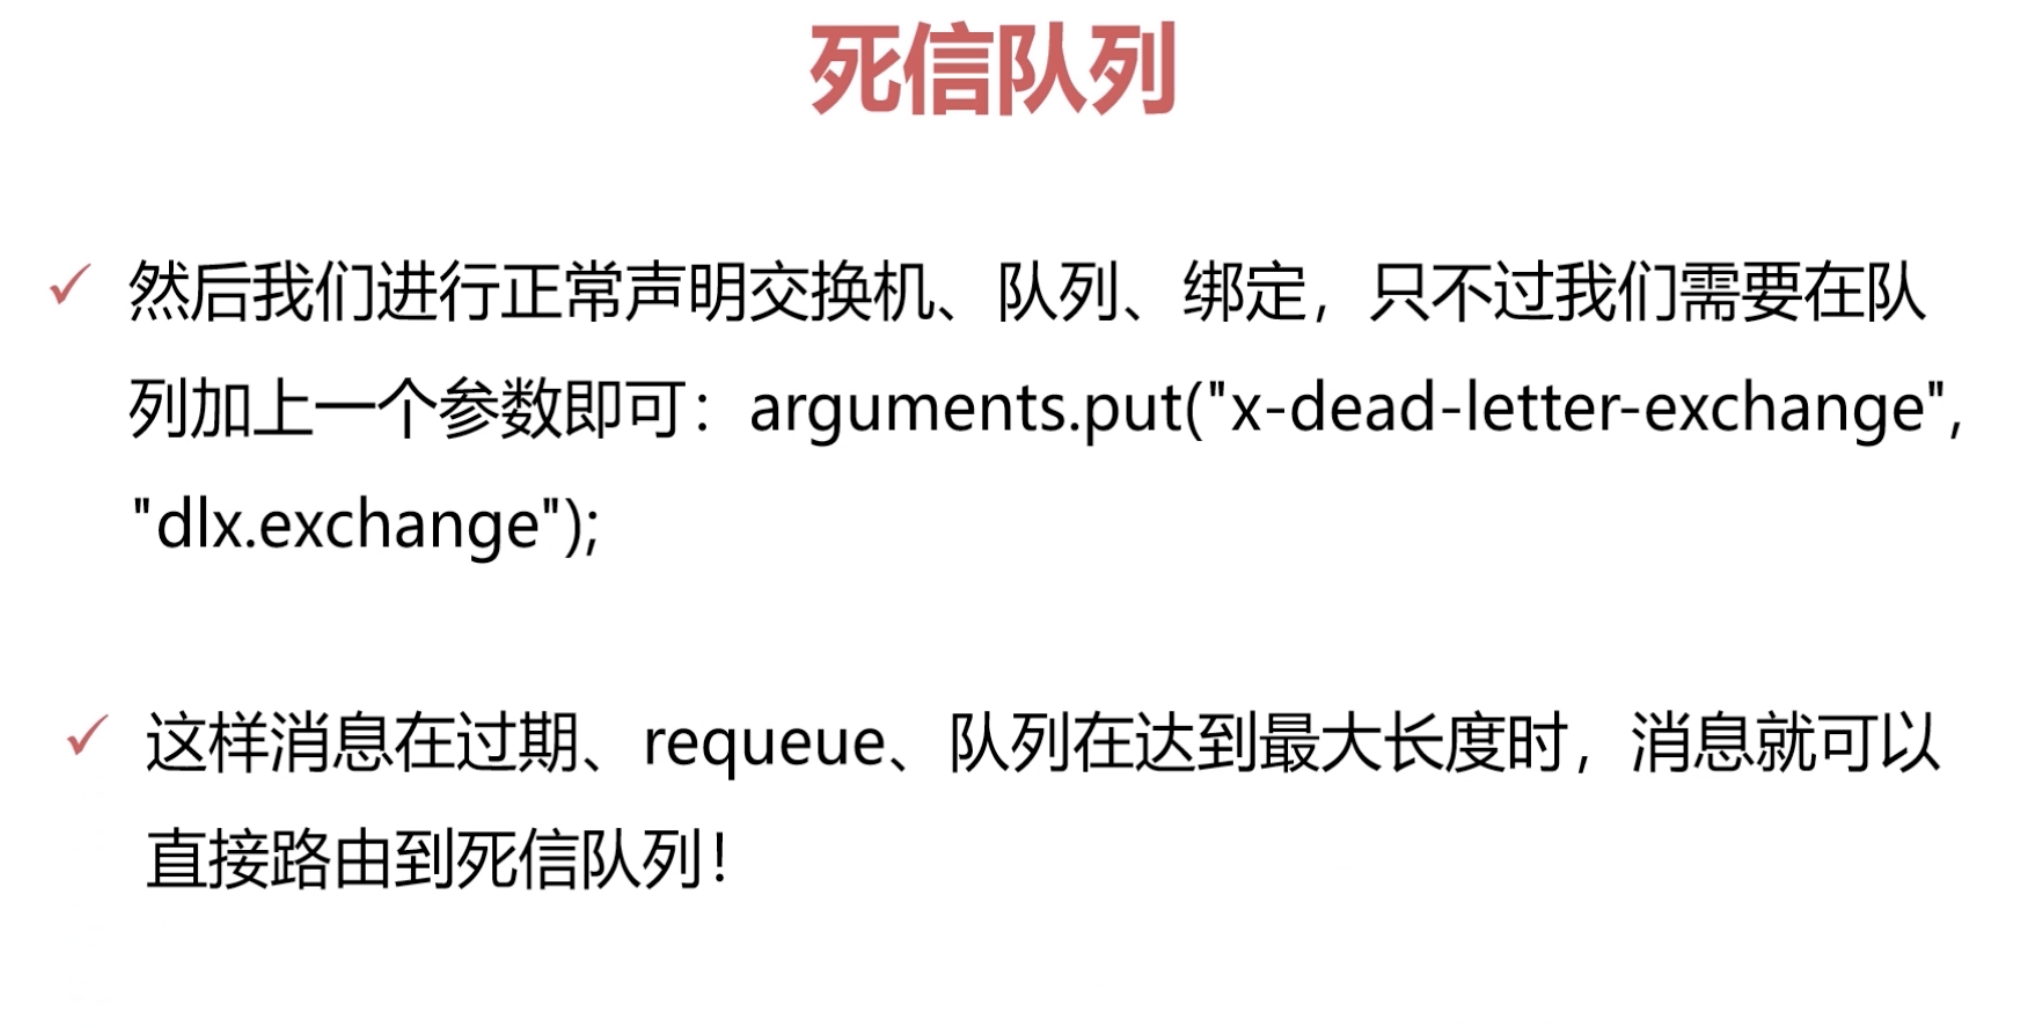 死信队列
然后我们进行正常声明交换机、队列、绑定，只不过我们需要在队
列加上一个参数即可：arguments.put("x-dead-letter-exchange",
"dlx.exchange");
这样消息在过期、requeue、队列在达到最大长度时，消息就可以
直接路由到死信队列！